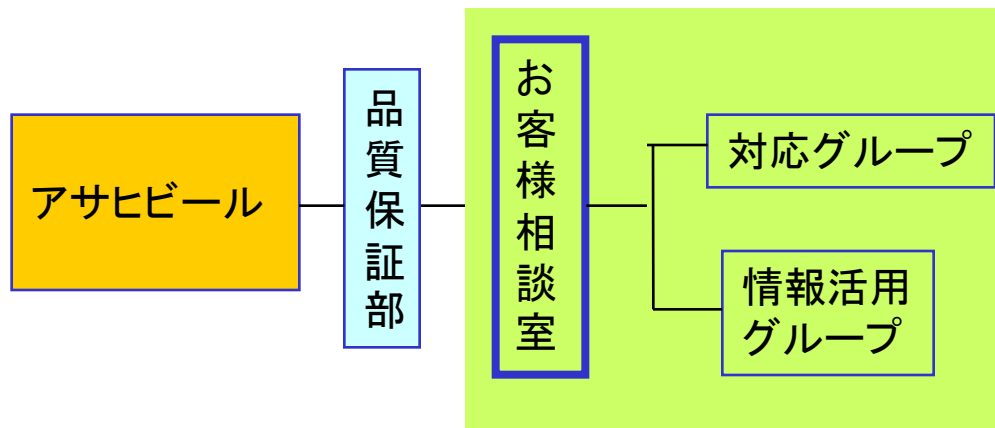 アサヒビール
品質保証部
お客様相談室
対応グループ
情報活用
グループ